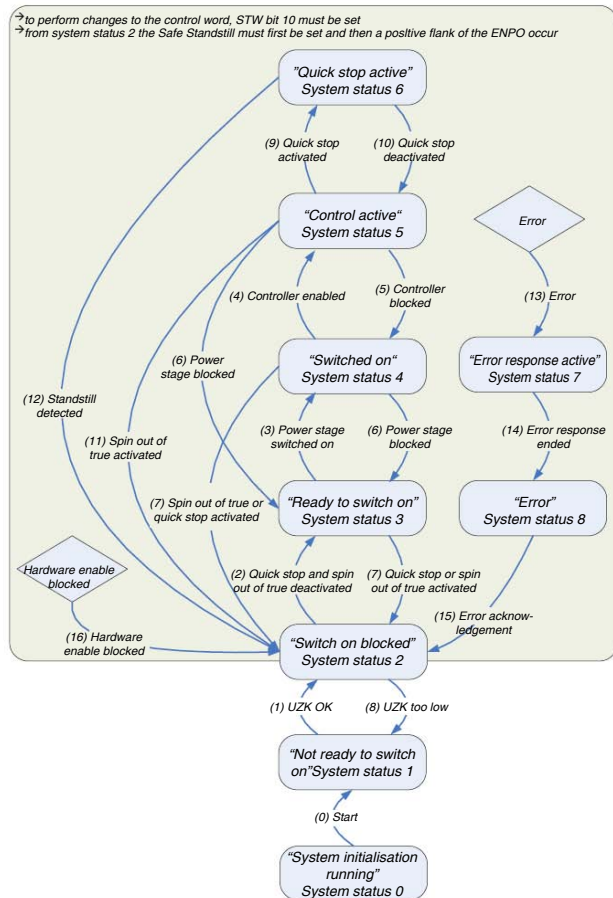 →to perform changes to the control word, STW bit 10 must be set
→from system status 2 the Safe Standstill must first be set and then a positive flank of the ENPO occur
"Quick stop active"
System status 6
(9) Quick stop
activated
(10) Quick stop
deactivated
"Control active"
System status 5
Error
(4) Controller enabled
(5) Controller
blocked
(13) Error
(6) Power
stage blocked
"Switched on"
System status 4
"Error response active"
System status 7
(12) Standstill
detected
(11) Spin out of
true activated
(3) Power stage
switched on
(6) Power stage
blocked
(14) Error response
ended
(7) Spin out of true or
quick stop activated
"Ready to switch on"
System status 3
"Error"
System status 8
Hardware enable
blocked
(2) Quick stop and spin
out of true deactivated
(7) Quick stop or spin
out of true activated
(15) Error acknow-
ledgement
(16) Hardware
enable blocked
"Switch on blocked"
System status 2
(1) UZK OK
(8) UZK too low
"Not ready to switch
on"System status 1
(0) Start
"System initialisation
running"
System status 0